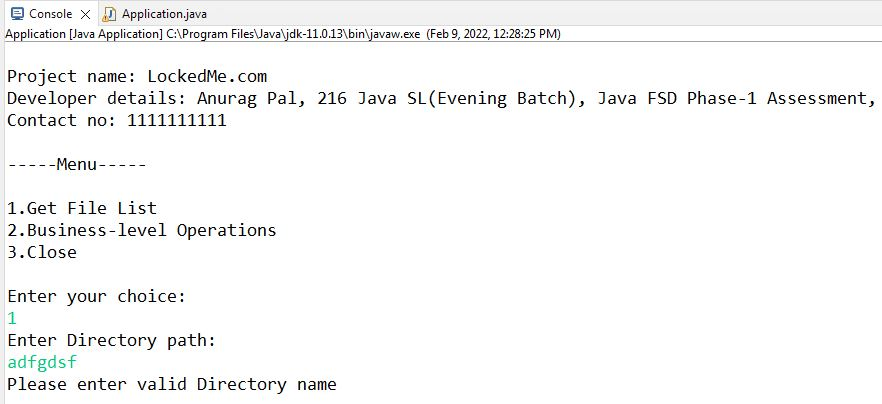 Console Application.java
Application [Java Application] C:\Program Files\Java\jdk-11.0.13\bin\javaw.exe (Feb 9, 2022, 12:28:25 PM)
Project name: LockedMe.com
Developer details: Anurag Pal, 216 Java SL(Evening Batch), Java FSD Phase-1 Assessment,
Contact no: 1111111111
-----Menu-----
1.Get File List
2.Business-level Operations
3.Close
Enter your choice:
1
Enter Directory path:
adfgdsf
Please enter valid Directory name